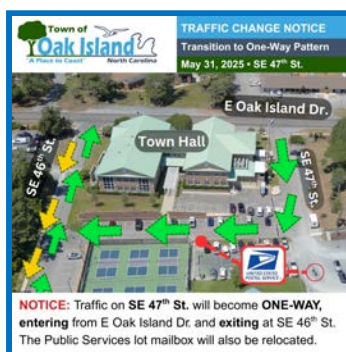 Town of
Oak Island
"A Place to Coast"
North Carolina
TRAFFIC CHANGE NOTICE
Transition to One-Way Pattern
May 31, 2025 • SE 47th St.
E Oak Island Dr.
Town Hall
SE 46th St.
SE 47th St.
UNITED STATES
POSTAL SERVICE
NOTICE: Traffic on SE 47th St. will become ONE-WAY,
entering from E Oak Island Dr. and exiting at SE 46th St.
The Public Services lot mailbox will also be relocated.